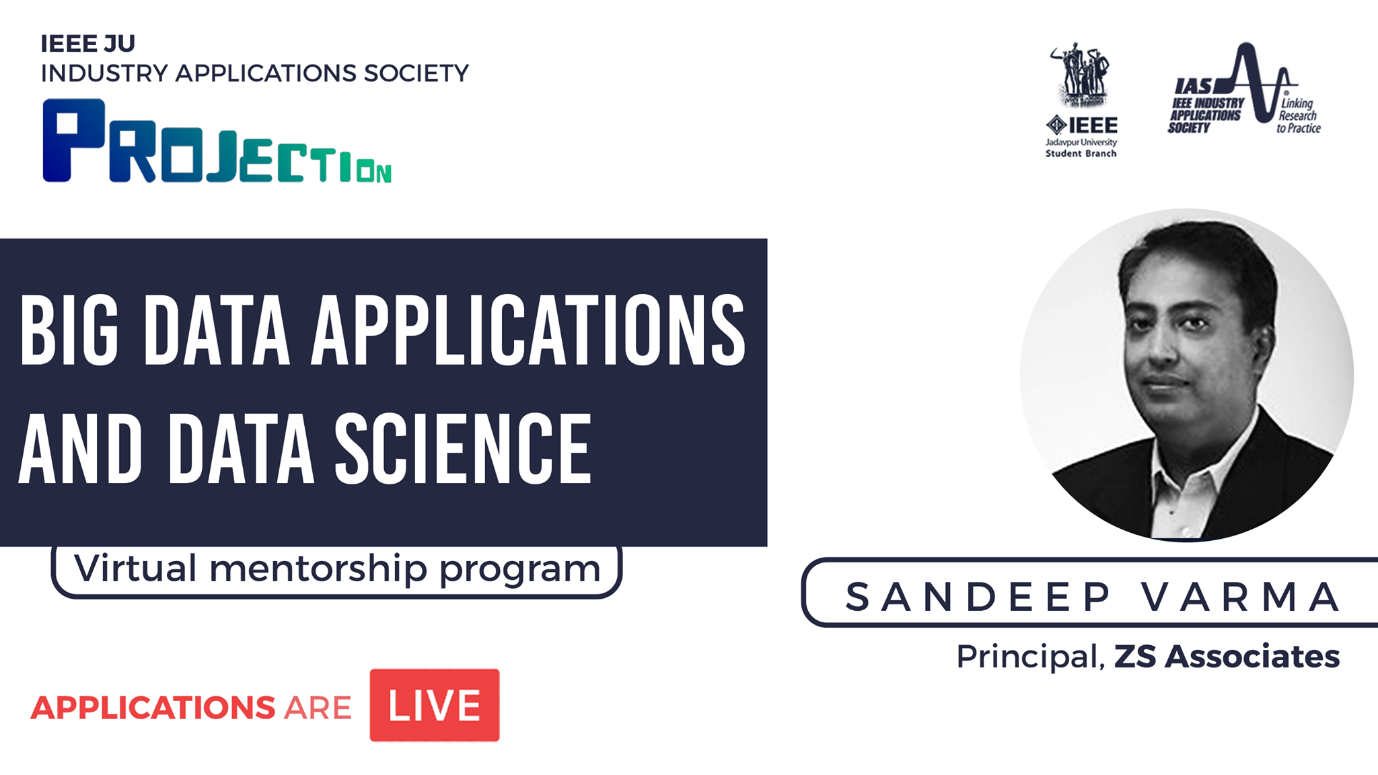 IEEE JU
INDUSTRY APPLICATIONS SOCIETY
PROJECTION
IEEE
Jadavpur University
Student Branch
IAS
IEEE INDUSTRY
APPLICATIONS
SOCIETY
®
Linking
Research
to Practice
BIG DATA APPLICATIONS
AND DATA SCIENCE
Virtual mentorship program
SANDEEP VARMA
Principal, ZS Associates
APPLICATIONS ARE LIVE